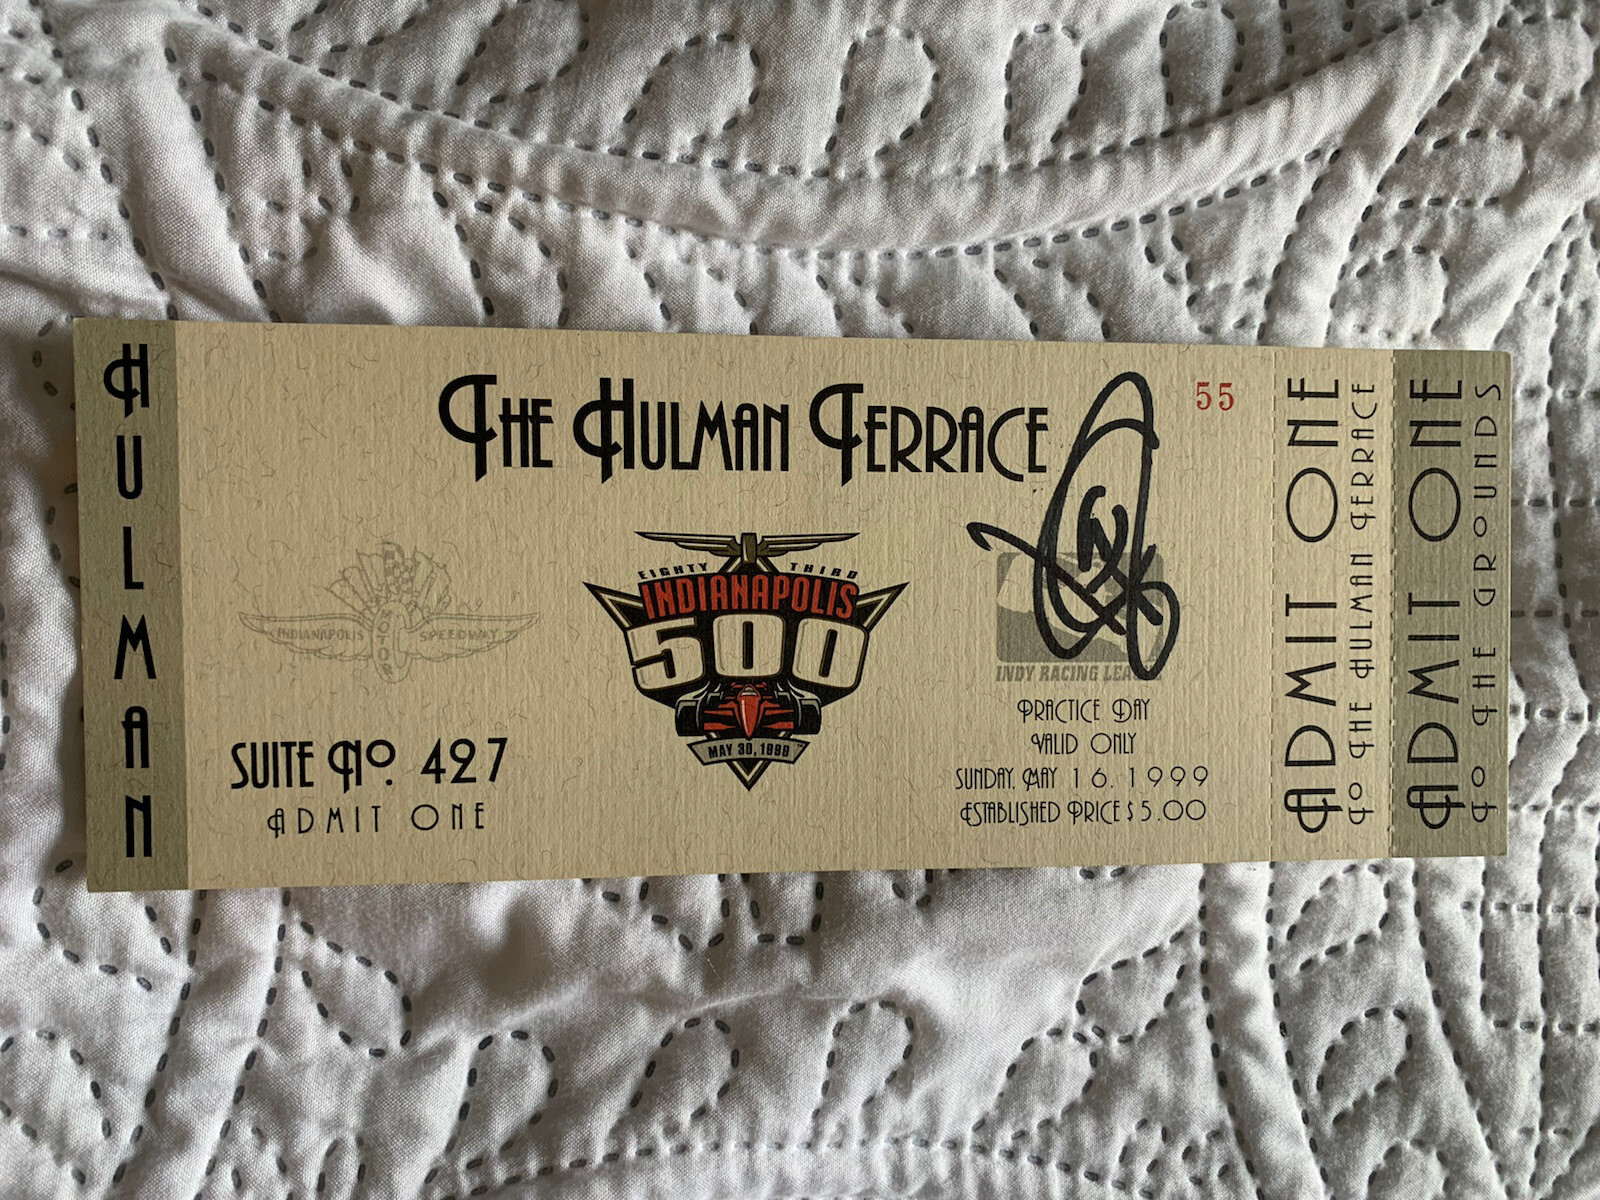 HULMAN
THE HULMAN TERRACE
55
INDIANAPOLIS MOTOR SPEEDWAY
EIGHTY THIRD
INDIANAPOLIS
500
MAY 30, 1999
INDY RACING
SUITE NO. 427
ADMIT ONE
PRACTICE DAY
VALID ONLY
SUNDAY, MAY 16, 1999
ESTABLISHED PRICE $5.00
ADMIT ONE
TO THE HULMAN TERRACE
ADMIT ONE
TO THE GROUNDS